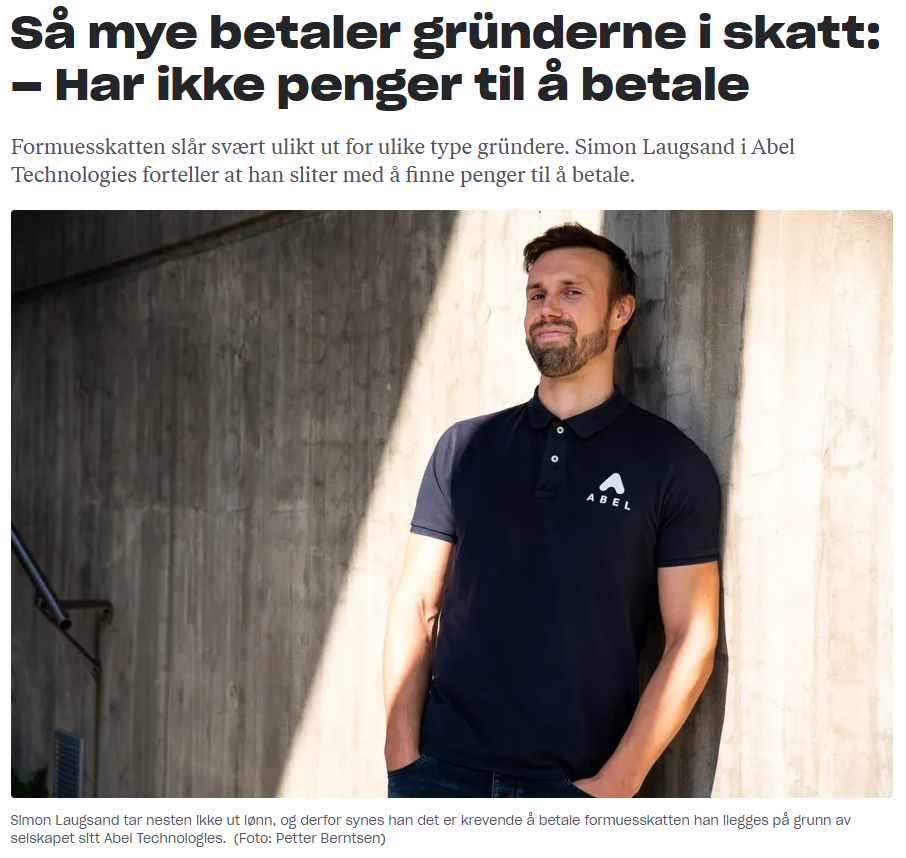 Så mye betaler gründerne i skatt:
– Har ikke penger til å betale
Formuesskatten slår svært ulikt ut for ulike type gründere. Simon Laugsand i Abel
Technologies forteller at han sliter med å finne penger til å betale.
ABEL
Simon Laugsand tar nesten ikke ut lønn, og derfor synes han det er krevende å betale formuesskatten han ilegges på grunn av
selskapet sitt Abel Technologies. (Foto: Petter Berntsen)